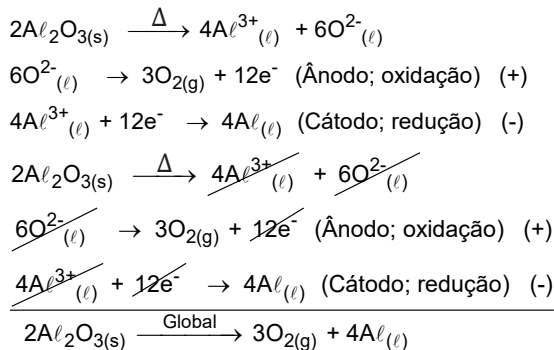 2Aℓ₂O₃(s) —Δ→ 4Aℓ³⁺(ℓ) + 6O²⁻(ℓ)
6O²⁻(ℓ) → 3O₂(g) + 12e⁻ (Ânodo; oxidação) (+)
4Aℓ³⁺(ℓ) + 12e⁻ → 4Aℓ(ℓ) (Cátodo; redução) (-)
2Aℓ₂O₃(s) —Δ→ 4Aℓ³⁺(ℓ) + 6O²⁻(ℓ)
6O²⁻(ℓ) → 3O₂(g) + 12e⁻ (Ânodo; oxidação) (+)
4Aℓ³⁺(ℓ) + 12e⁻ → 4Aℓ(ℓ) (Cátodo; redução) (-)
2Aℓ₂O₃(s) —Global→ 3O₂(g) + 4Aℓ(ℓ)